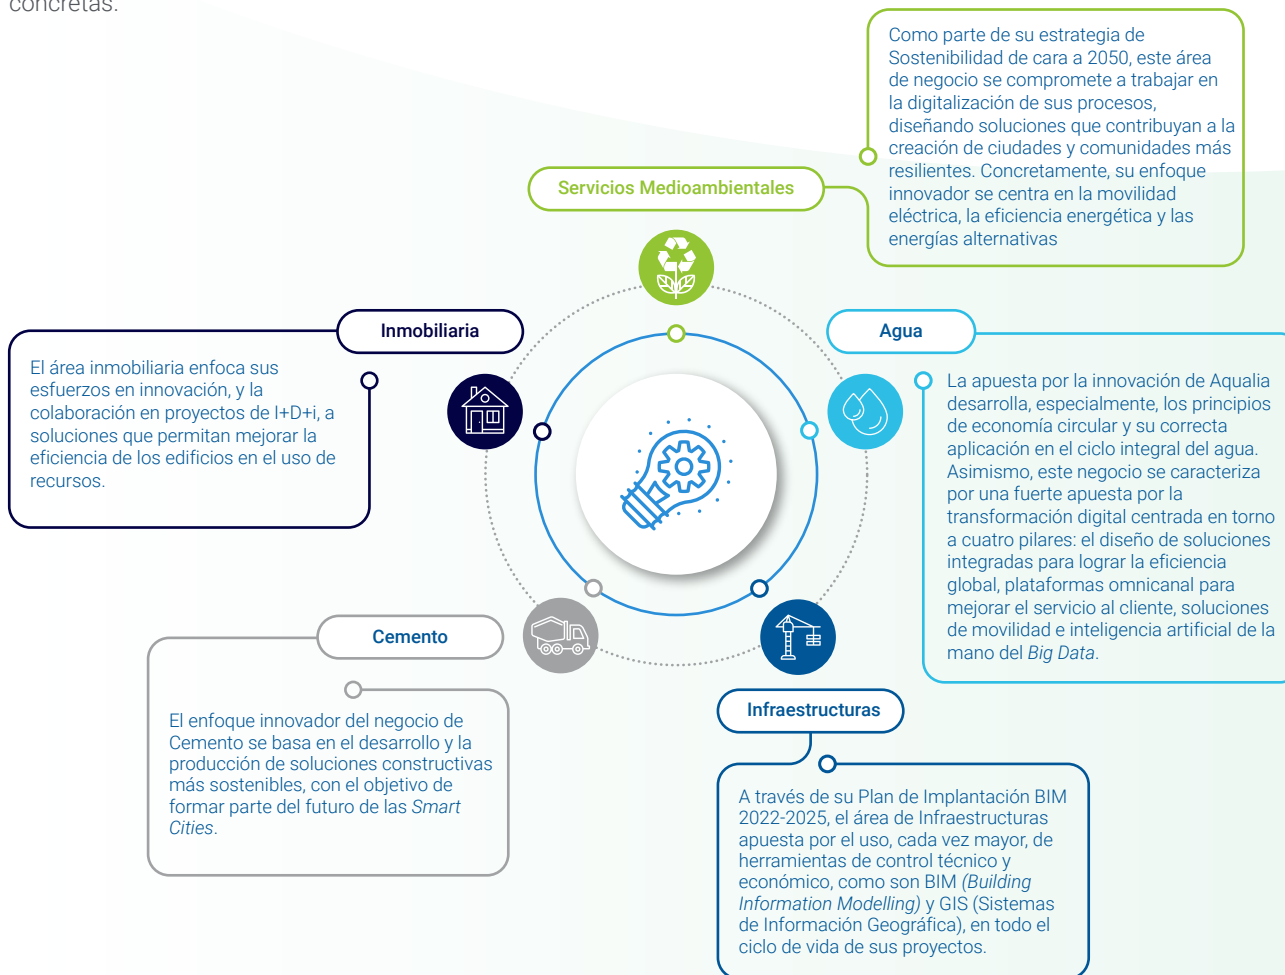 concretas.
Servicios Medioambientales
Como parte de su estrategia de
Sostenibilidad de cara a 2050, este área
de negocio se compromete a trabajar en
la digitalización de sus procesos,
diseñando soluciones que contribuyan a la
creación de ciudades y comunidades más
resilientes. Concretamente, su enfoque
innovador se centra en la movilidad
eléctrica, la eficiencia energética y las
energías alternativas
Inmobiliaria
El área inmobiliaria enfoca sus
esfuerzos en innovación, y la
colaboración en proyectos de I+D+i, a
soluciones que permitan mejorar la
eficiencia de los edificios en el uso de
recursos.
Agua
La apuesta por la innovación de Aqualia
desarrolla, especialmente, los principios
de economía circular y su correcta
aplicación en el ciclo integral del agua.
Asimismo, este negocio se caracteriza
por una fuerte apuesta por la
transformación digital centrada en torno
a cuatro pilares: el diseño de soluciones
integradas para lograr la eficiencia
global, plataformas omnicanal para
mejorar el servicio al cliente, soluciones
de movilidad e inteligencia artificial de la
mano del Big Data.
Cemento
El enfoque innovador del negocio de
Cemento se basa en el desarrollo y la
producción de soluciones constructivas
más sostenibles, con el objetivo de
formar parte del futuro de las Smart
Cities.
Infraestructuras
A través de su Plan de Implantación BIM
2022-2025, el área de Infraestructuras
apuesta por el uso, cada vez mayor, de
herramientas de control técnico y
económico, como son BIM (Building
Information Modelling) y GIS (Sistemas
de Información Geográfica), en todo el
ciclo de vida de sus proyectos.